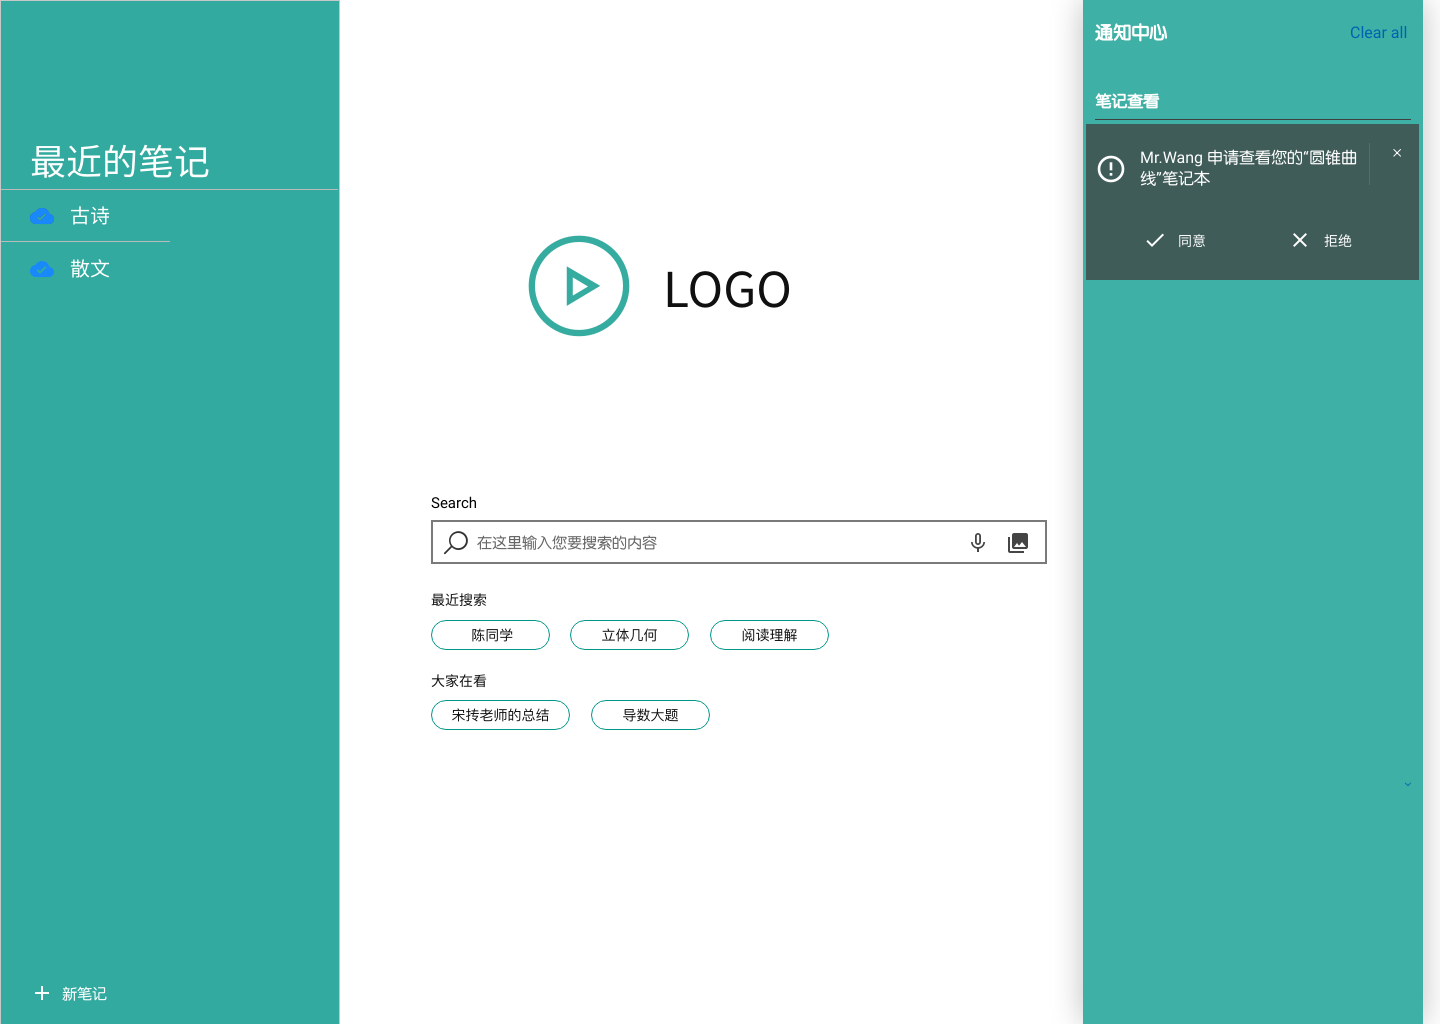 最近的笔记
古诗
散文
新笔记
LOGO
Search
在这里输入您要搜索的内容
最近搜索
陈同学
立体几何
阅读理解
大家在看
宋抟老师的总结
导数大题
通知中心
Clear all
笔记查看
Mr.Wang 申请查看您的“圆锥曲
线”笔记本
同意
拒绝